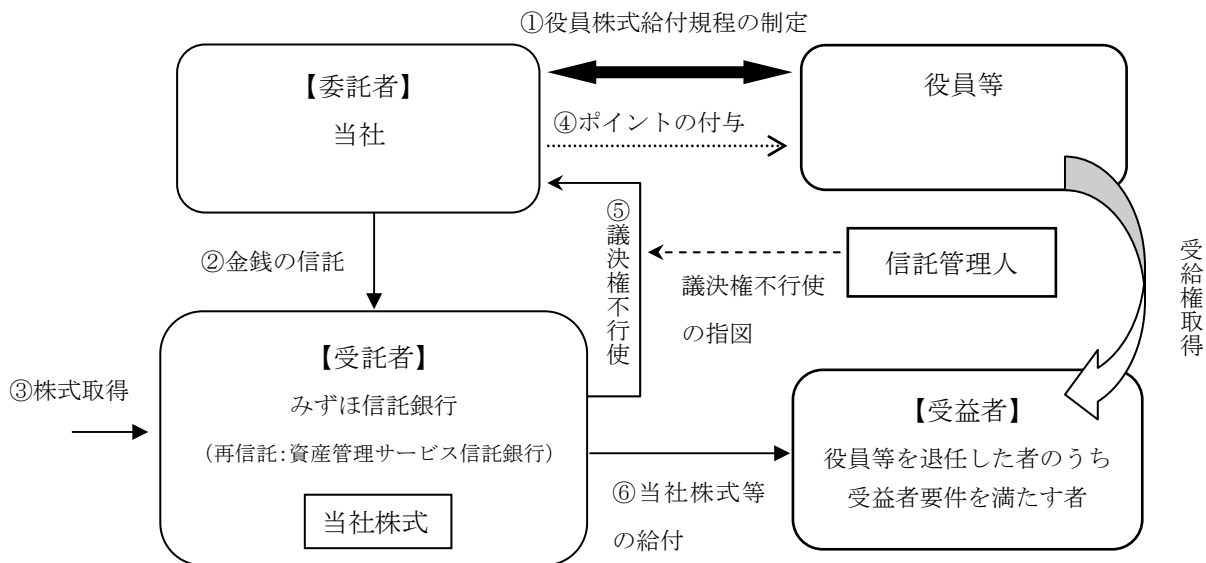 ①役員株式給付規程の制定
【委託者】
当社
役員等
④ポイントの付与
②金銭の信託
⑤議決権不行使
議決権不行使
の指図
信託管理人
受給権取得
③株式取得
【受託者】
みずほ信託銀行
(再信託:資産管理サービス信託銀行)
当社株式
⑥当社株式等
の給付
【受益者】
役員等を退任した者のうち
受益者要件を満たす者